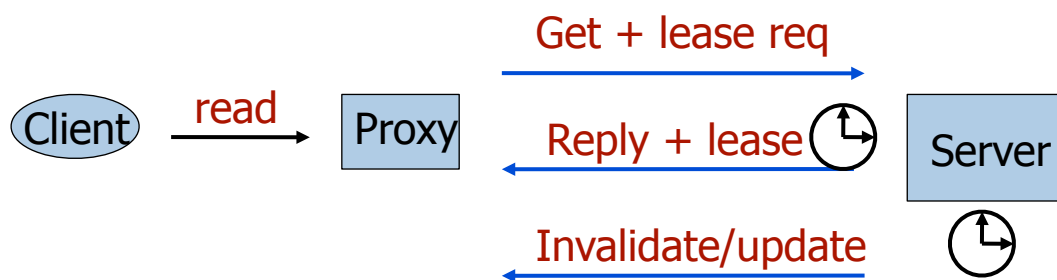 Get + lease req
Client
read
Proxy
Reply + lease
Server
Invalidate/update